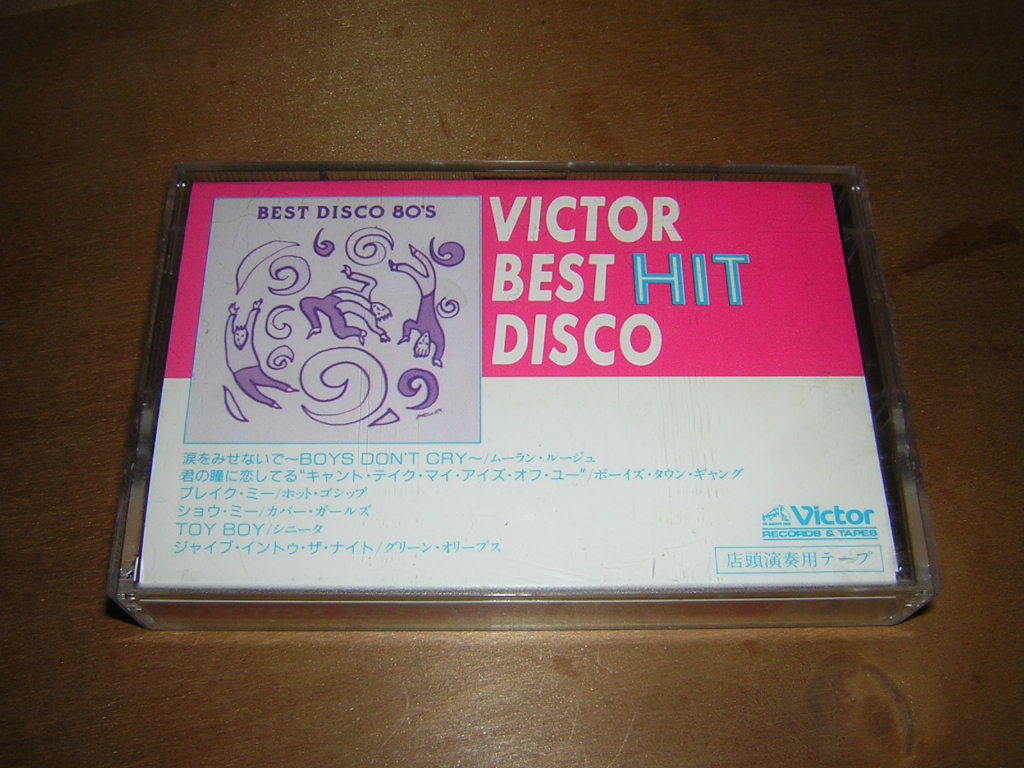 BEST DISCO 80'S
VICTOR
BEST HIT
DISCO
涙をみせないで～BOYS DON'T CRY～/ムーラン・ルージュ
君の瞳に恋してる"キャント・テイク・マイ・アイズ・オフ・ユー"/ボーイズ・タウン・ギャング
ブレイク・ミー/ホット・ゴシップ
ショウ・ミー/カバー・ガールズ
TOY BOY/シニータ
ジャイブ・イントゥ・ザ・ナイト/グリーン・オリーブス
Victor
RECORDS & TAPES
店頭演奏用テープ